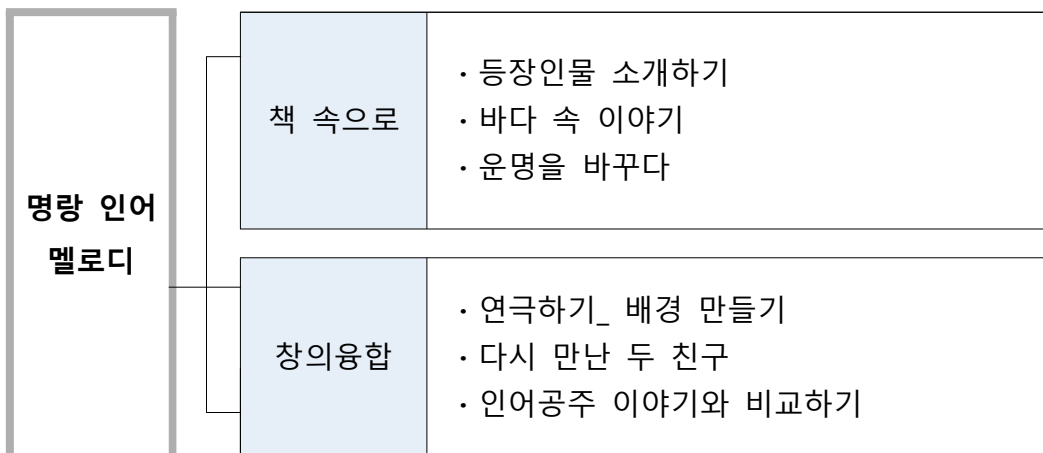 명랑 인어
멜로디
책 속으로
· 등장인물 소개하기
· 바다 속 이야기
· 운명을 바꾸다
창의융합
· 연극하기_ 배경 만들기
· 다시 만난 두 친구
· 인어공주 이야기와 비교하기